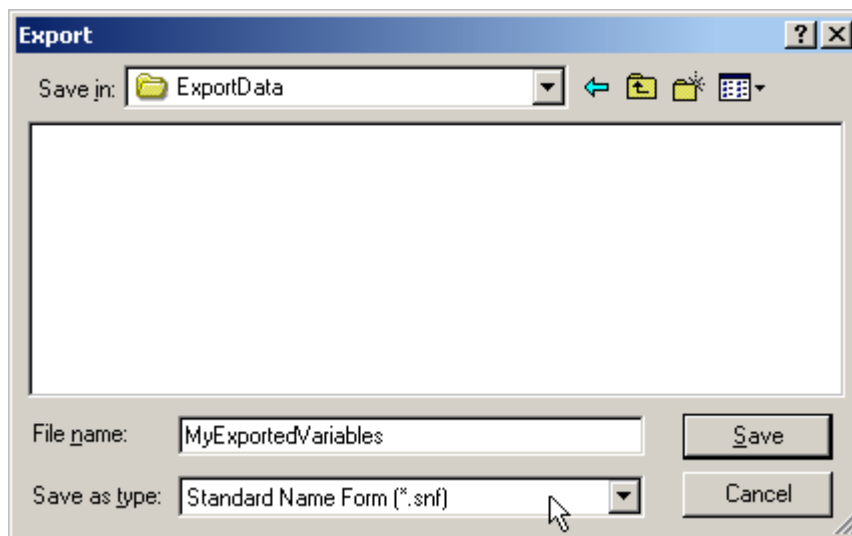 Export
Save in: ExportData
File name: MyExportedVariables Save
Save as type: Standard Name Form (*.snf) Cancel